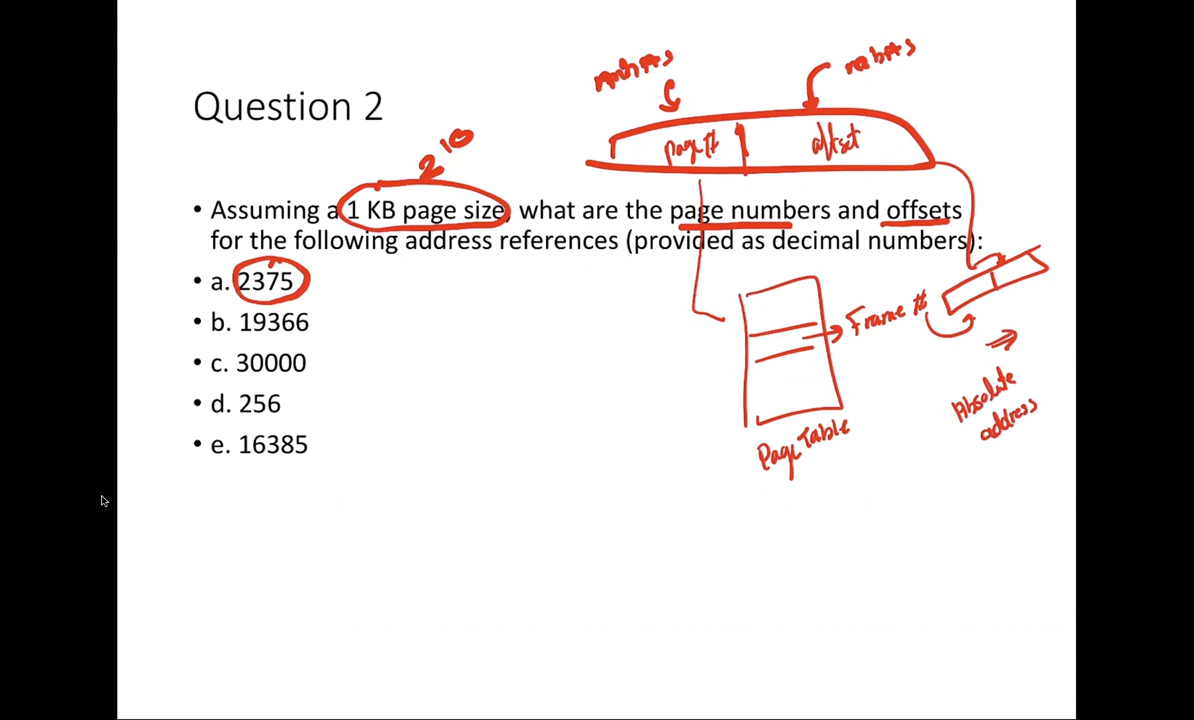 Question 2
2^10
page #
offset
• Assuming a 1 KB page size, what are the page numbers and offsets
for the following address references (provided as decimal numbers):
• a. 2375
• b. 19366
• c. 30000
• d. 256
• e. 16385
Frame #
Page Table
⇒
Absolute
address